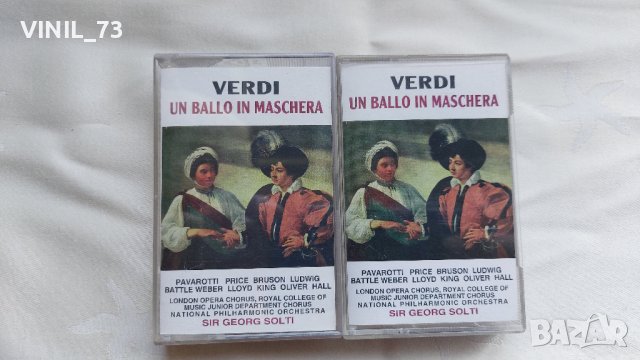 VINIL_73
VERDI
UN BALLO IN MASCHERA
PAVAROTTI PRICE BRUSON LUDWIG
BATTLE WEBER LLOYD KING OLIVER HALL
LONDON OPERA CHORUS, ROYAL COLLEGE OF
MUSIC JUNIOR DEPARTMENT CHORUS
NATIONAL PHILHARMONIC ORCHESTRA
SIR GEORG SOLTI
VERDI
UN BALLO IN MASCHERA
PAVAROTTI PRICE BRUSON LUDWIG
BATTLE WEBER LLOYD KING OLIVER HALL
LONDON OPERA CHORUS, ROYAL COLLEGE OF
MUSIC JUNIOR DEPARTMENT CHORUS
NATIONAL PHILHARMONIC ORCHESTRA
SIR GEORG SOLTI
BAZAR